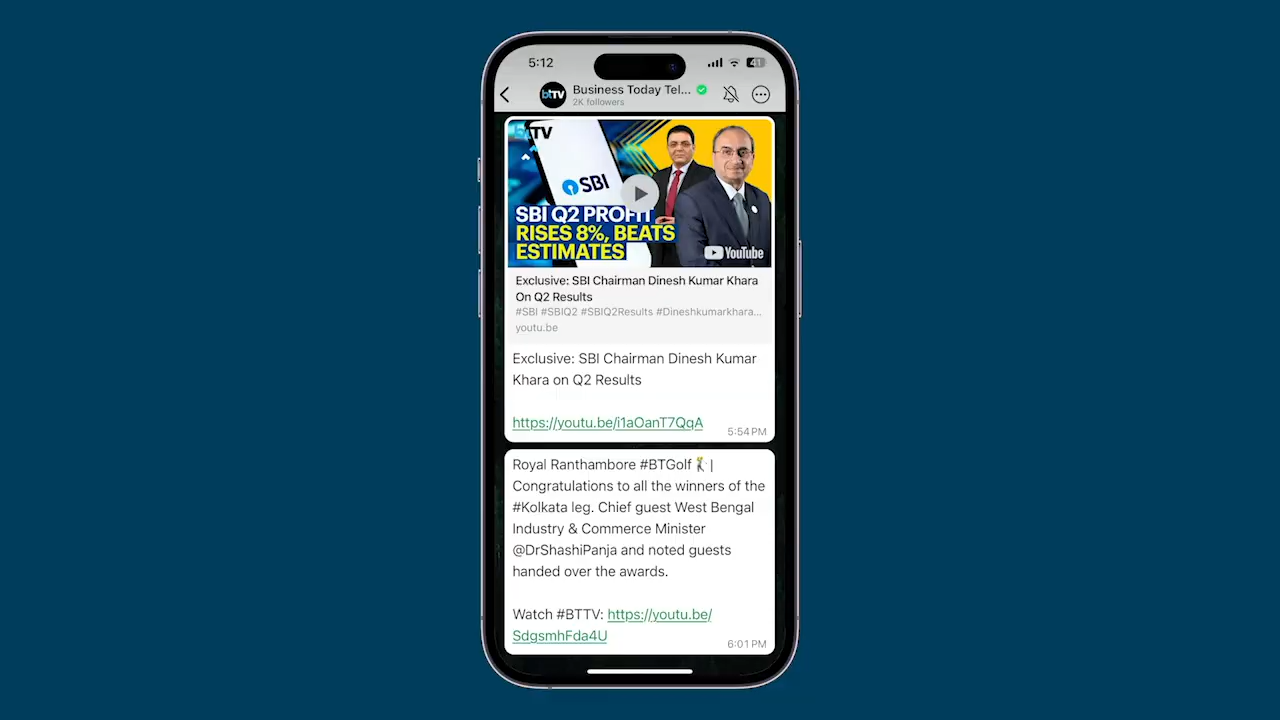 5:12
41
btTV
Business Today Tel...
2K followers
btTV
SBI
SBI Q2 PROFIT
RISES 8%, BEATS
ESTIMATES
YouTube
Exclusive: SBI Chairman Dinesh Kumar Khara
On Q2 Results
#SBI #SBIQ2 #SBIQ2Results #Dineshkumarkhara...
youtu.be
Exclusive: SBI Chairman Dinesh Kumar
Khara on Q2 Results
https://youtu.be/i1aOanT7QqA
5:54 PM
Royal Ranthambore #BTGolf🏌|
Congratulations to all the winners of the
#Kolkata leg. Chief guest West Bengal
Industry & Commerce Minister
@DrShashiPanja and noted guests
handed over the awards.
Watch #BTTV: https://youtu.be/
SdgsmhFda4U
6:01 PM